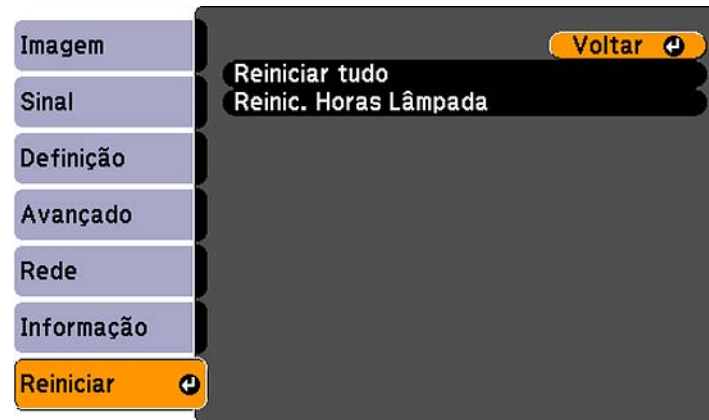 Imagem
Sinal
Definição
Avançado
Rede
Informação
Reiniciar
Voltar
Reiniciar tudo
Reinic. Horas Lâmpada